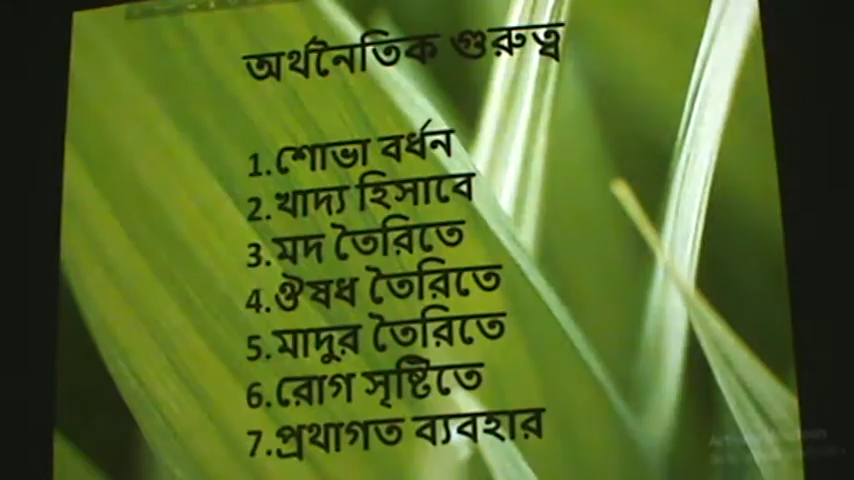 অর্থনৈতিক গুরুত্ব
1.শোভা বর্ধন
2.খাদ্য হিসাবে
3.মদ তৈরিতে
4.ঔষধ তৈরিতে
5.মাদুর তৈরিতে
6.রোগ সৃষ্টিতে
7.প্রথাগত ব্যবহার